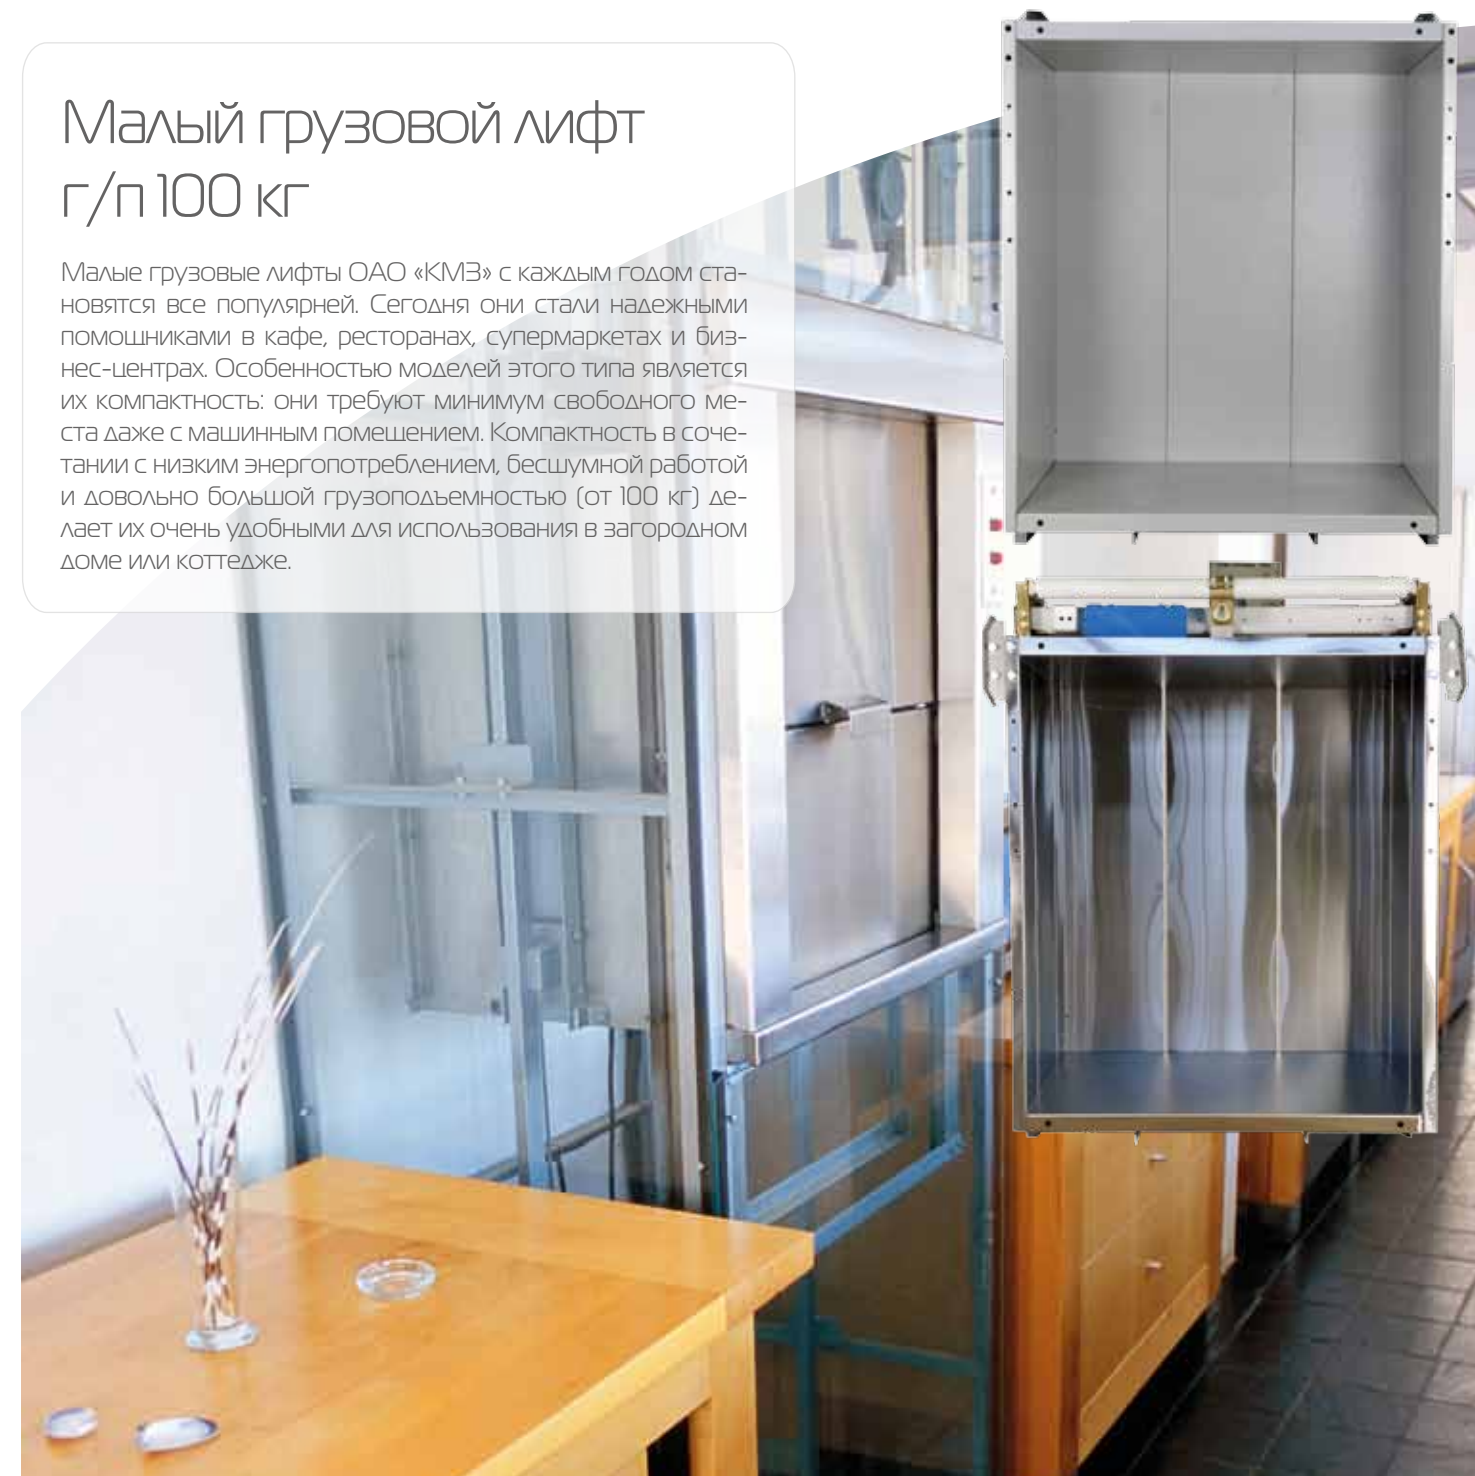 Малый грузовой лифт
г/п 100 кг
Малые грузовые лифты ОАО «КМЗ» с каждым годом ста-
новятся все популярней. Сегодня они стали надежными
помощниками в кафе, ресторанах, супермаркетах и биз-
нес-центрах. Особенностью моделей этого типа является
их компактность: они требуют минимум свободного ме-
ста даже с машинным помещением. Компактность в соче-
тании с низким энергопотреблением, бесшумной работой
и довольно большой грузоподъемностью (от 100 кг) де-
лает их очень удобными для использования в загородном
доме или коттедже.